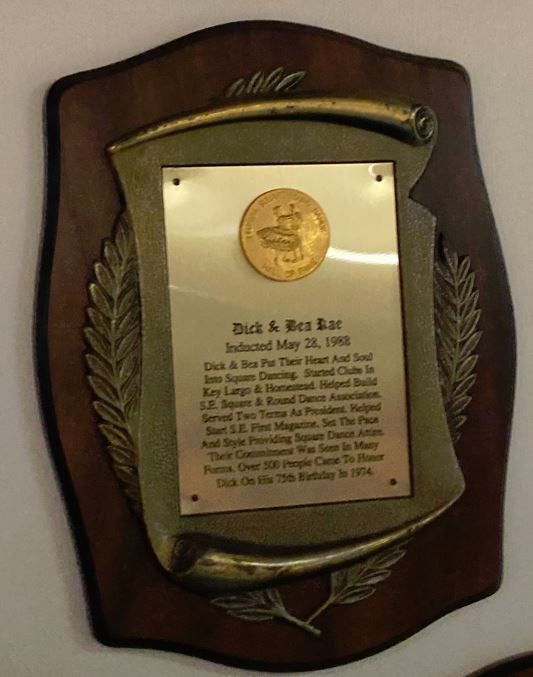 HALL OF FAME
Dick & Bea Rae
Inducted May 28, 1988
Dick & Bea Put Their Heart And Soul
Into Square Dancing. Started Clubs In
Key Largo & Homestead. Helped Build
S.E. Square & Round Dance Association.
Served Two Terms As President. Helped
Start S.E. First Magazine, Set The Pace
And Style Providing Square Dance Attire.
Their Commitment Was Seen In Many
Forms. Over 500 People Came To Honor
Dick On His 75th Birthday In 1974.